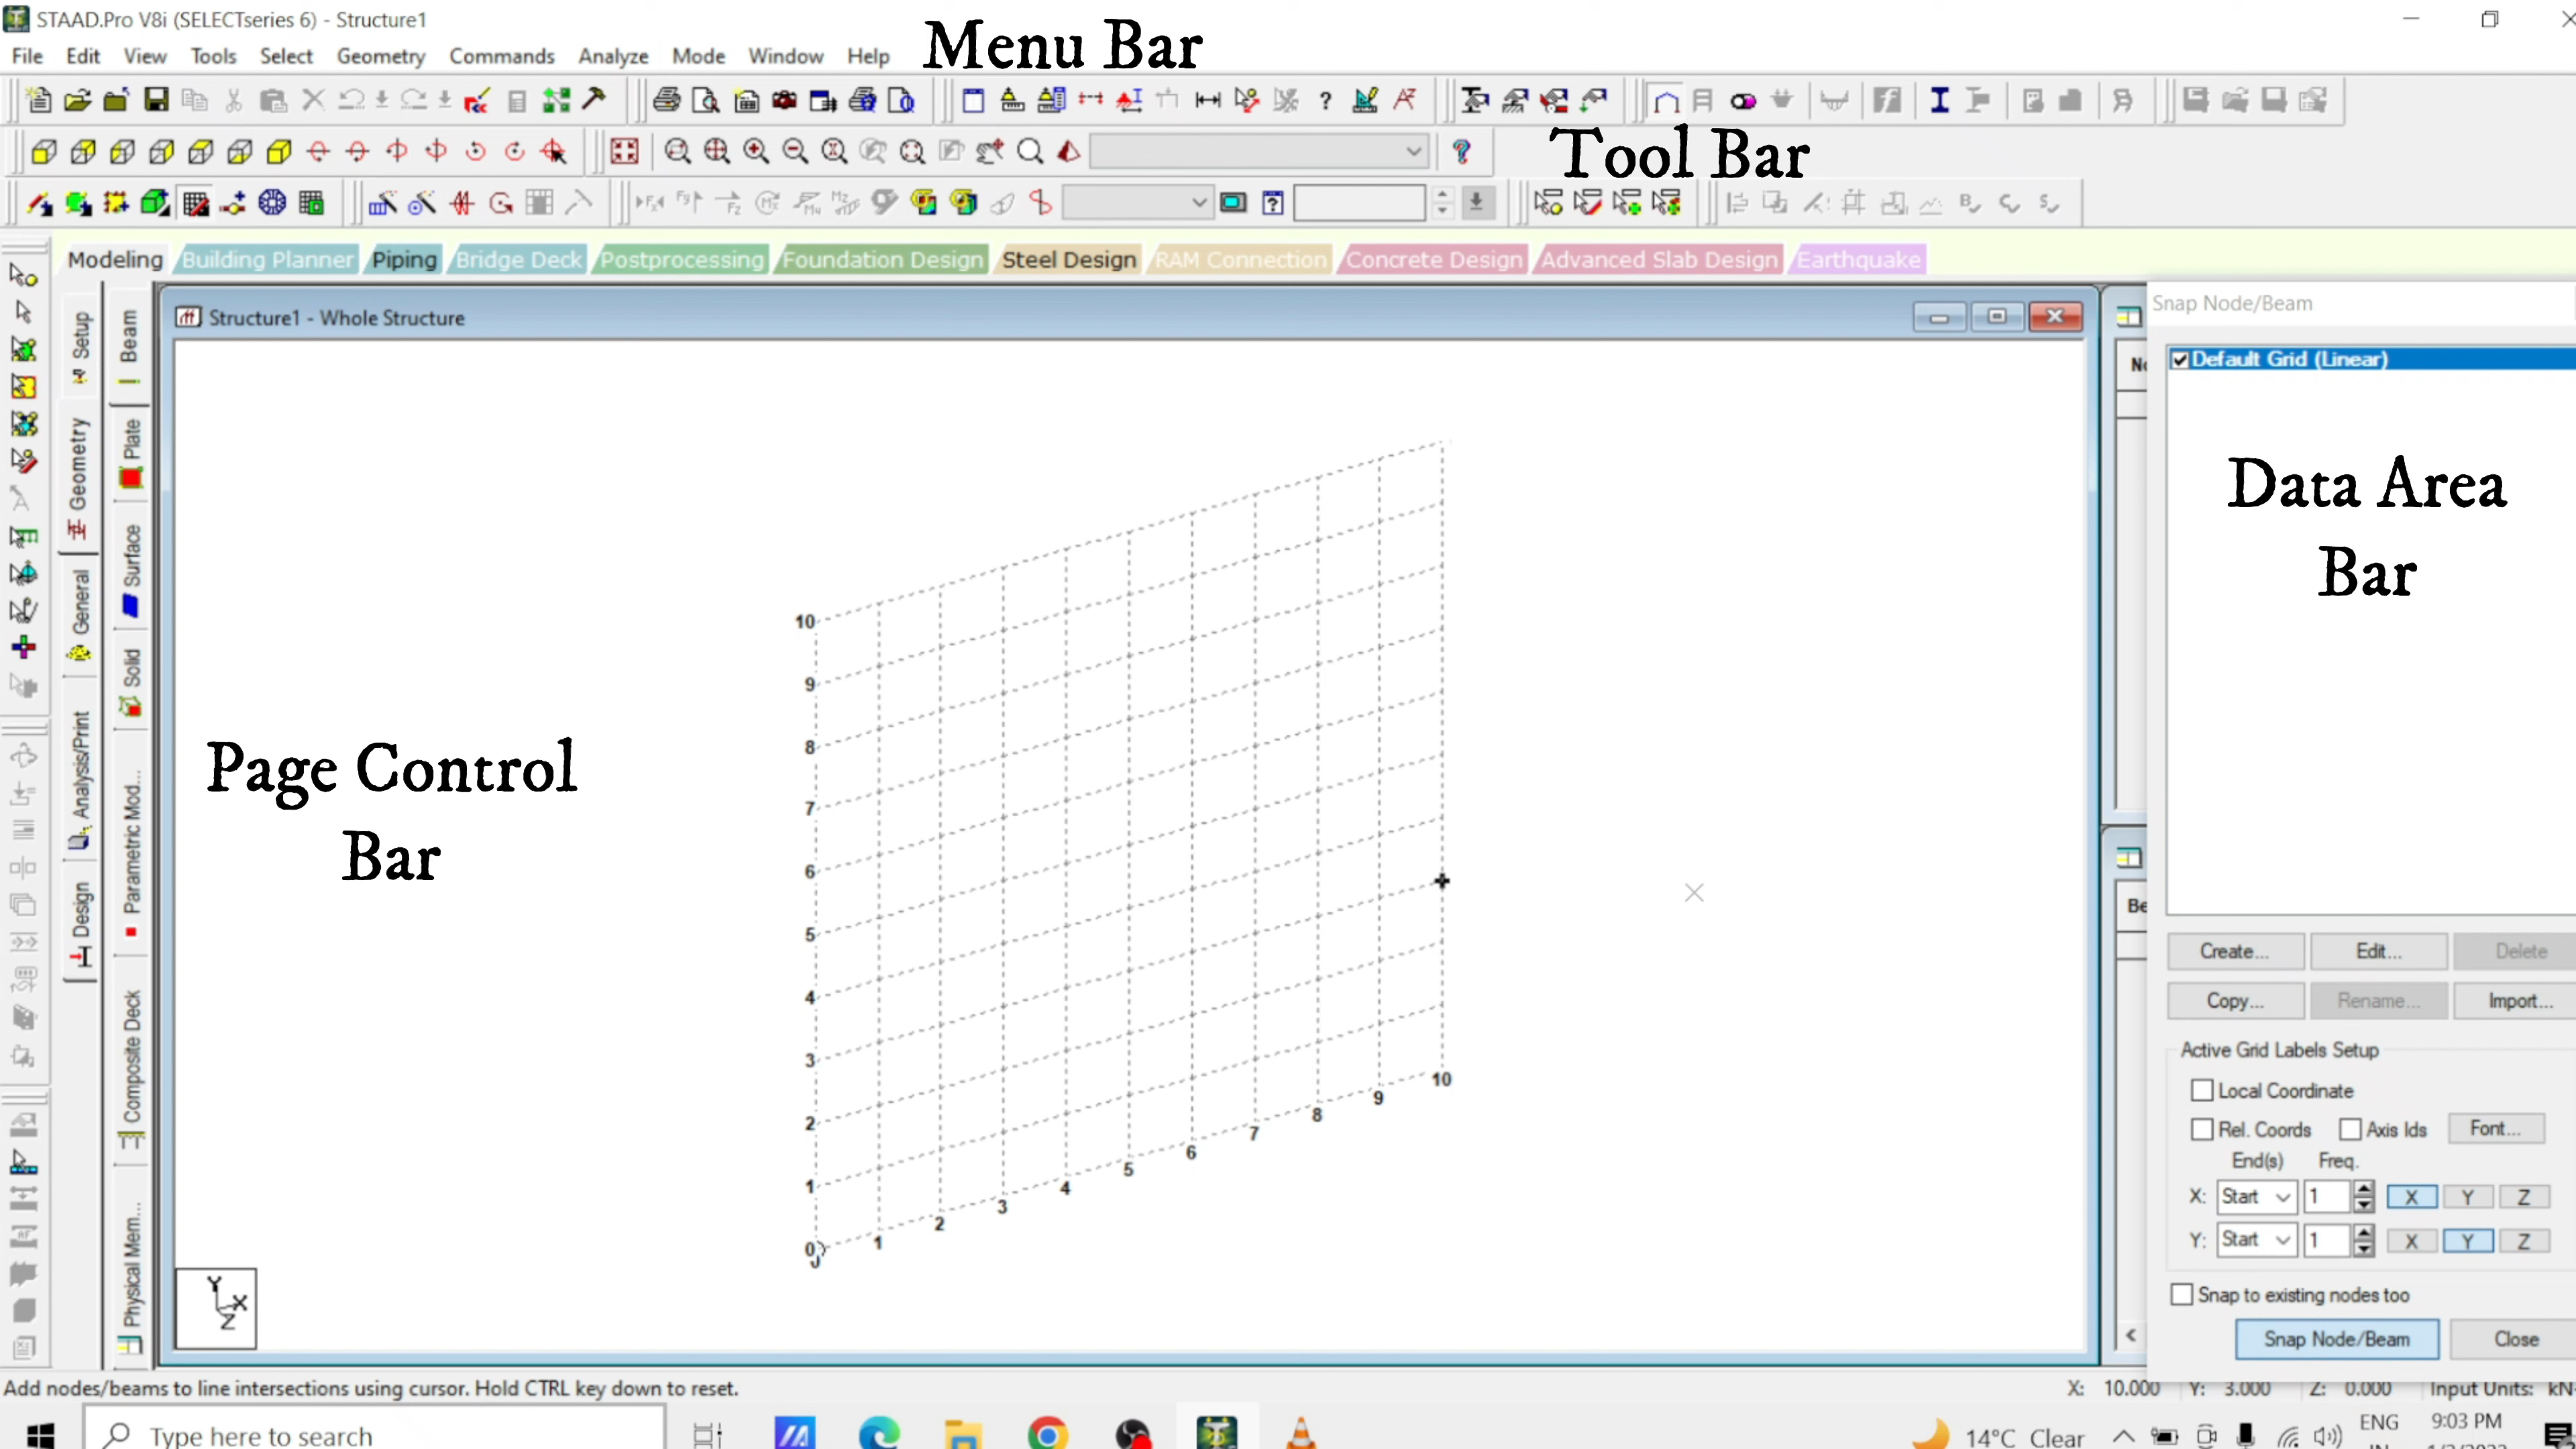 STAAD.Pro V8i (SELECTseries 6) - Structure1
File Edit View Tools Select Geometry Commands Analyze Mode Window Help
Menu Bar
Tool Bar
Modeling Building Planner Piping Bridge Deck Postprocessing Foundation Design Steel Design RAM Connection Concrete Design Advanced Slab Design Earthquake
Setup
Geometry
General
Analysis/Print
Design
Beam
Plate
Surface
Solid
Parametric Mod...
Composite Deck
Physical Mem...
Structure1 - Whole Structure
Page Control
Bar
10
9
8
7
6
5
4
3
2
1
0
1 2 3 4 5 6 7 8 9 10
Y
X
Z
Snap Node/Beam
Default Grid (Linear)
Data Area
Bar
Create... Edit... Delete
Copy... Rename... Import...
Active Grid Labels Setup
Local Coordinate
Rel. Coords Axis Ids Font...
End(s) Freq.
X: Start 1 X Y Z
Y: Start 1 X Y Z
Snap to existing nodes too
Snap Node/Beam Close
Add nodes/beams to line intersections using cursor. Hold CTRL key down to reset.
X: 10.000 Y: 3.000 Z: 0.000 Input Units: kN-
Type here to search
14°C Clear
ENG
9:03 PM